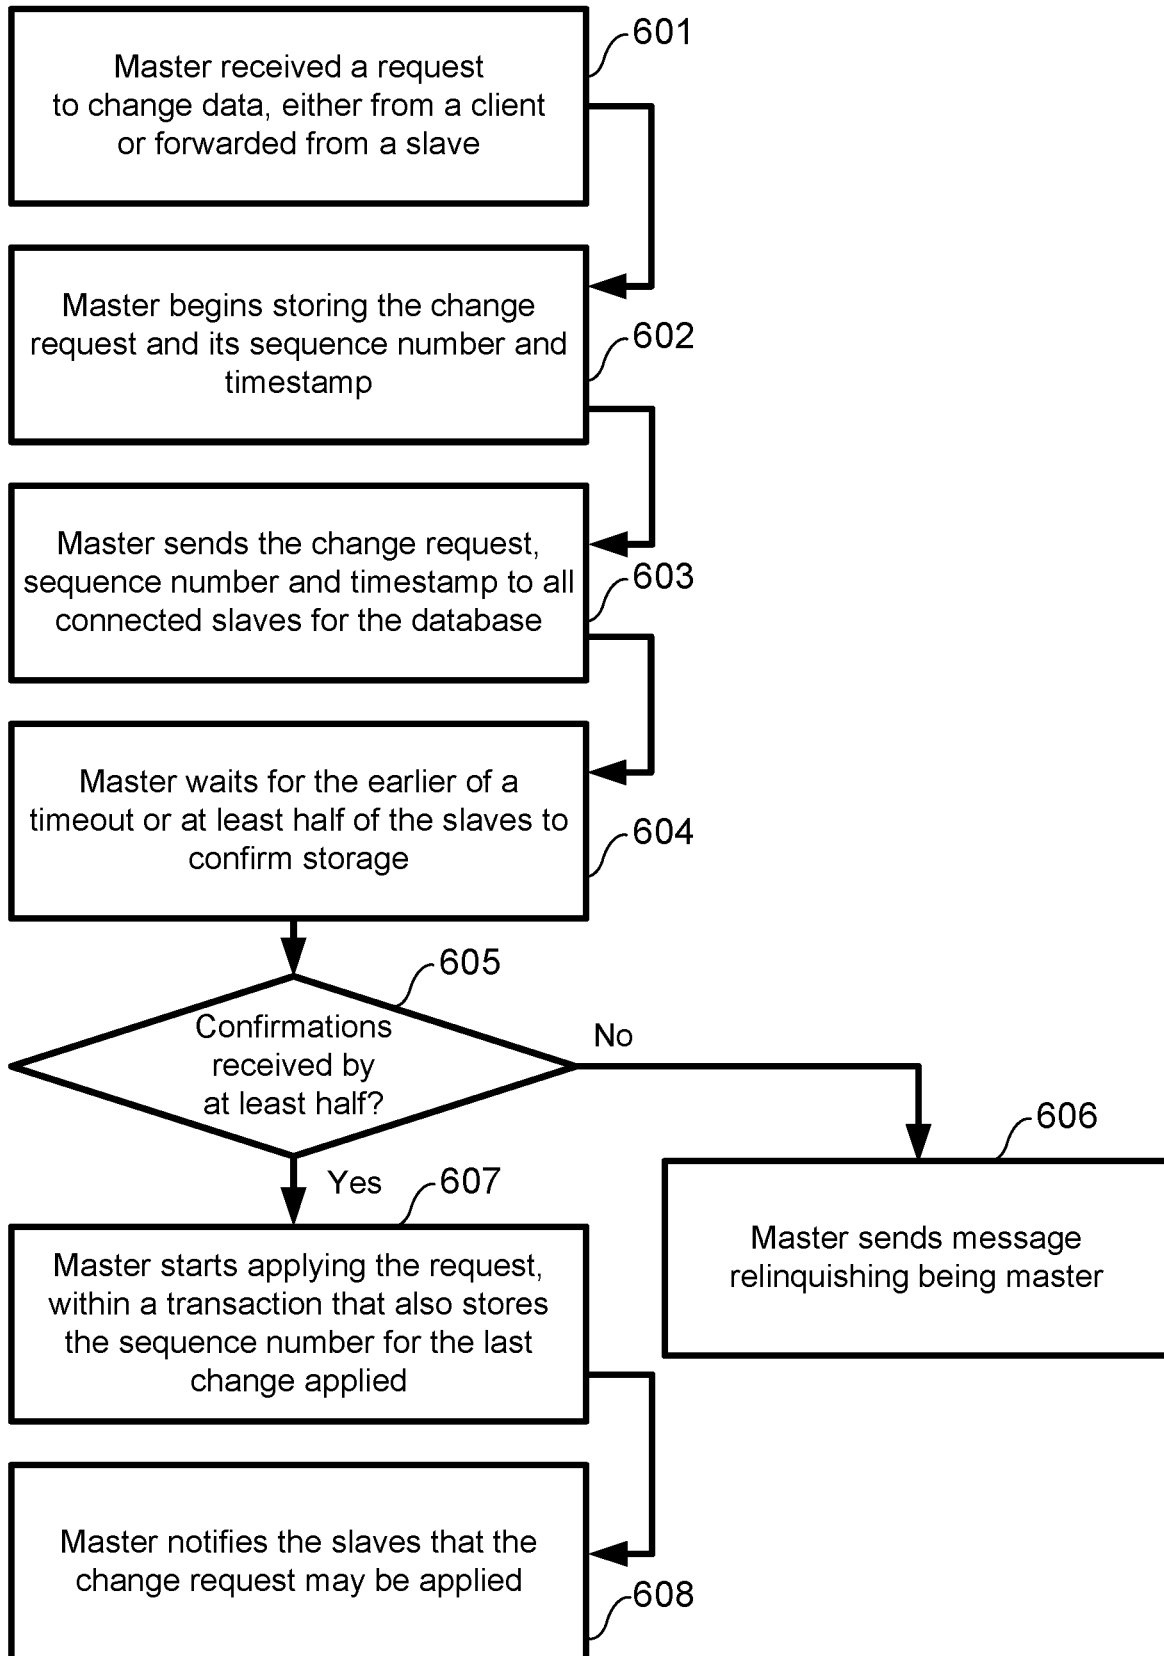 601
Master received a request
to change data, either from a client
or forwarded from a slave
Master begins storing the change
request and its sequence number and
timestamp
602
Master sends the change request,
sequence number and timestamp to all
connected slaves for the database
603
Master waits for the earlier of a
timeout or at least half of the slaves to
confirm storage
604
605
Confirmations
received by
at least half?
No
606
Yes
607
Master sends message
relinquishing being master
Master starts applying the request,
within a transaction that also stores
the sequence number for the last
change applied
Master notifies the slaves that the
change request may be applied
608